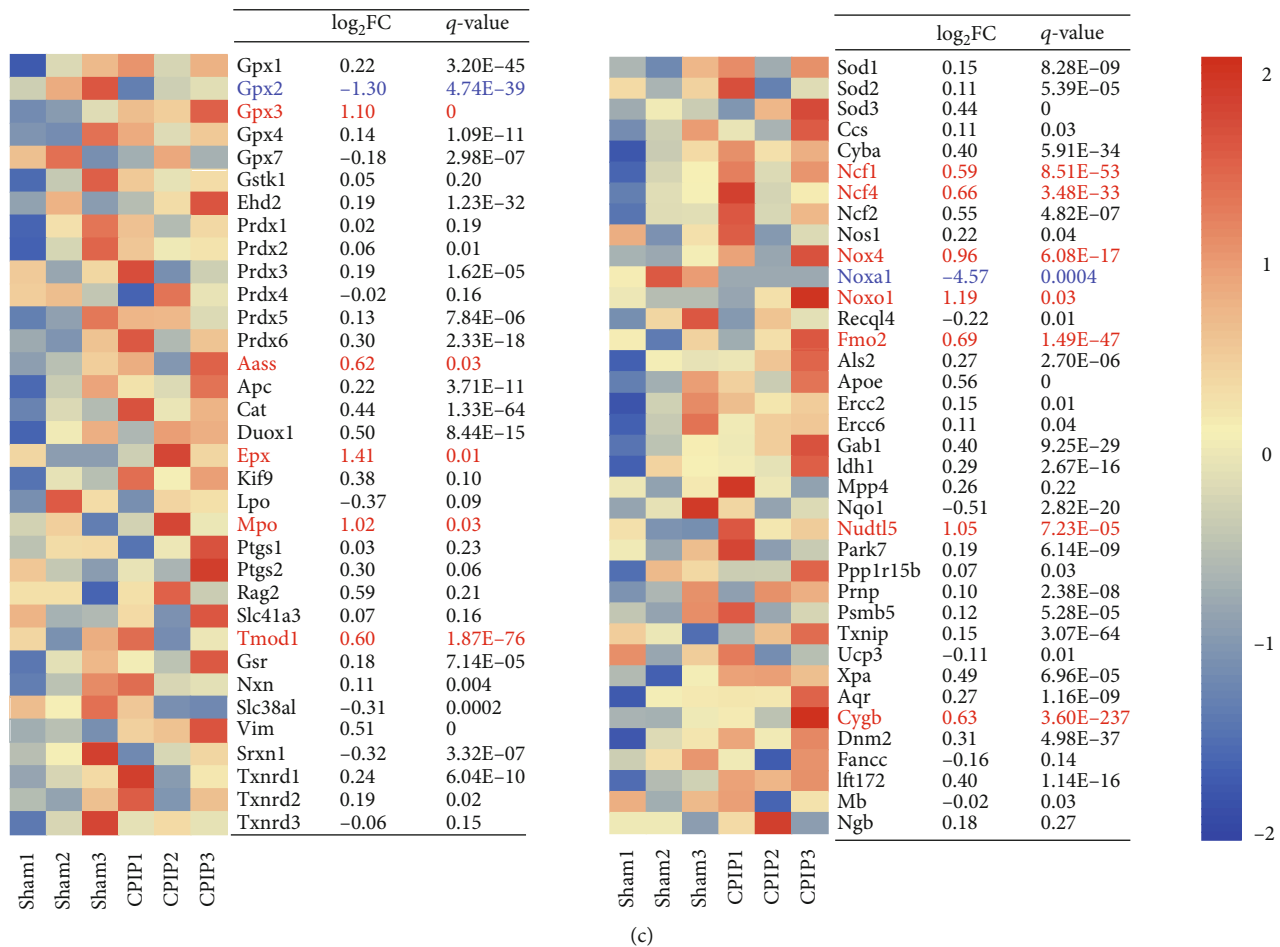 log₂FC q-value
Gpx1 0.22 3.20E–45
Gpx2 –1.30 4.74E–39
Gpx3 1.10 0
Gpx4 0.14 1.09E–11
Gpx7 –0.18 2.98E–07
Gstk1 0.05 0.20
Ehd2 0.19 1.23E–32
Prdx1 0.02 0.19
Prdx2 0.06 0.01
Prdx3 0.19 1.62E–05
Prdx4 –0.02 0.16
Prdx5 0.13 7.84E–06
Prdx6 0.30 2.33E–18
Aass 0.62 0.03
Apc 0.22 3.71E–11
Cat 0.44 1.33E–64
Duox1 0.50 8.44E–15
Epx 1.41 0.01
Kif9 0.38 0.10
Lpo –0.37 0.09
Mpo 1.02 0.03
Ptgs1 0.03 0.23
Ptgs2 0.30 0.06
Rag2 0.59 0.21
Slc41a3 0.07 0.16
Tmod1 0.60 1.87E–76
Gsr 0.18 7.14E–05
Nxn 0.11 0.004
Slc38al –0.31 0.0002
Vim 0.51 0
Srxn1 –0.32 3.32E–07
Txnrd1 0.24 6.04E–10
Txnrd2 0.19 0.02
Txnrd3 –0.06 0.15
Sham1 Sham2 Sham3 CPIP1 CPIP2 CPIP3
log₂FC q-value
Sod1 0.15 8.28E–09
Sod2 0.11 5.39E–05
Sod3 0.44 0
Ccs 0.11 0.03
Cyba 0.40 5.91E–34
Ncf1 0.59 8.51E–53
Ncf4 0.66 3.48E–33
Ncf2 0.55 4.82E–07
Nos1 0.22 0.04
Nox4 0.96 6.08E–17
Noxa1 –4.57 0.0004
Noxo1 1.19 0.03
Recql4 –0.22 0.01
Fmo2 0.69 1.49E–47
Als2 0.27 2.70E–06
Apoe 0.56 0
Ercc2 0.15 0.01
Ercc6 0.11 0.04
Gab1 0.40 9.25E–29
ldh1 0.29 2.67E–16
Mpp4 0.26 0.22
Nqo1 –0.51 2.82E–20
Nudtl5 1.05 7.23E–05
Park7 0.19 6.14E–09
Ppp1r15b 0.07 0.03
Prnp 0.10 2.38E–08
Psmb5 0.12 5.28E–05
Txnip 0.15 3.07E–64
Ucp3 –0.11 0.01
Xpa 0.49 6.96E–05
Aqr 0.27 1.16E–09
Cygb 0.63 3.60E–237
Dnm2 0.31 4.98E–37
Fancc –0.16 0.14
lft172 0.40 1.14E–16
Mb –0.02 0.03
Ngb 0.18 0.27
Sham1 Sham2 Sham3 CPIP1 CPIP2 CPIP3
2
1
0
–1
–2
(c)